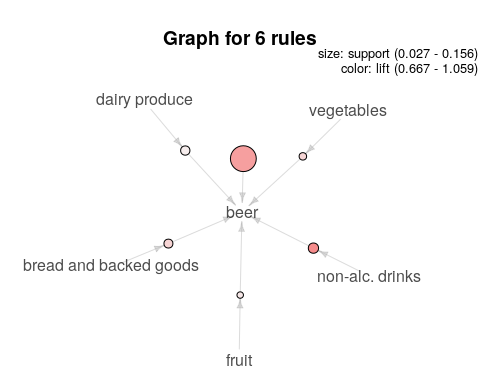 Graph for 6 rules
size: support (0.027 - 0.156)
color: lift (0.667 - 1.059)
dairy produce
vegetables
beer
bread and backed goods
non-alc. drinks
fruit